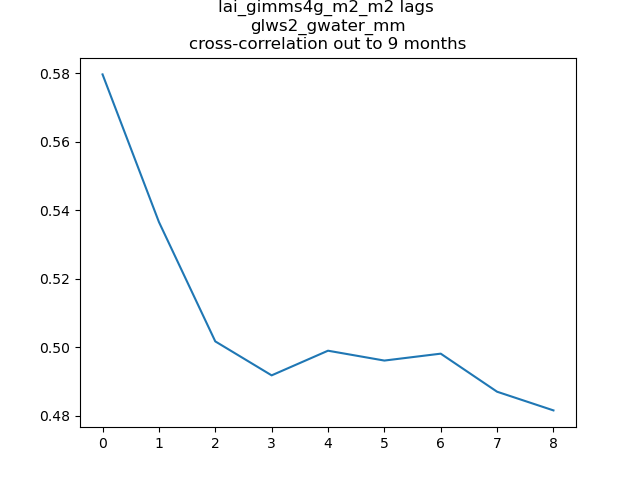 lai_gimms4g_m2_m2 lags
glws2_gwater_mm
cross-correlation out to 9 months
0.58
0.56
0.54
0.52
0.50
0.48
0 1 2 3 4 5 6 7 8